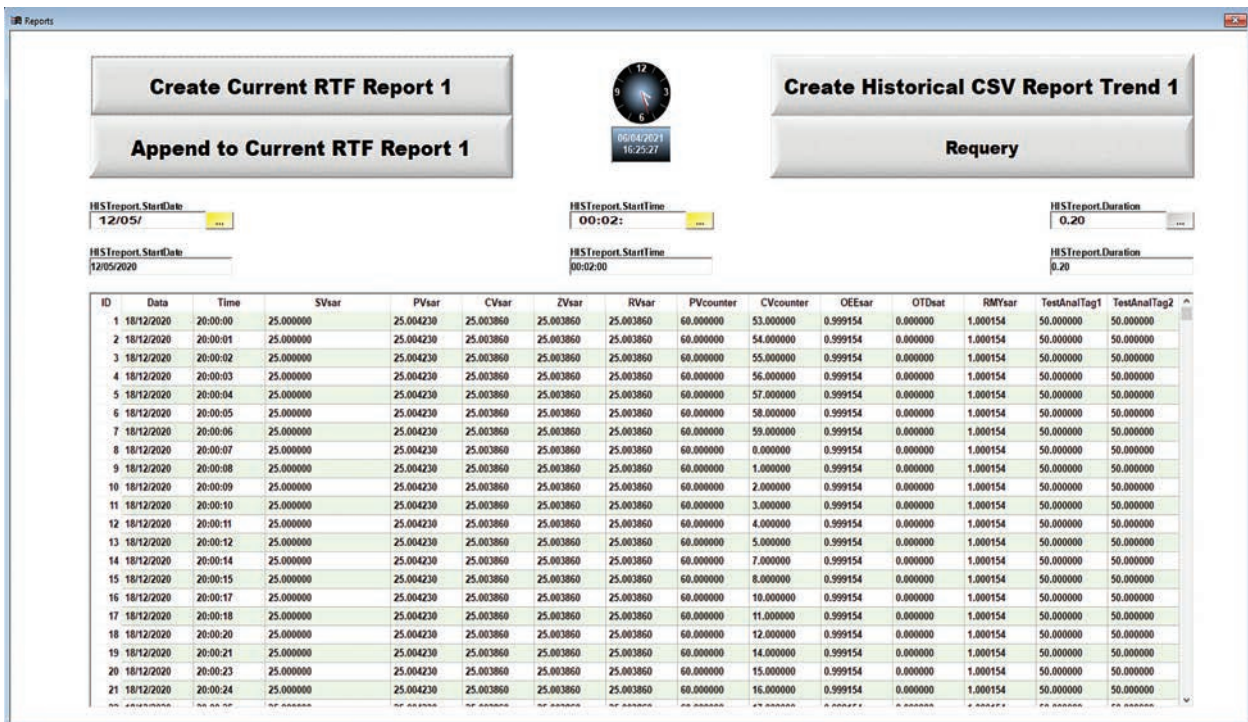 Reports
Create Current RTF Report 1
Append to Current RTF Report 1
12
9 3
6
06/04/2021
16:25:27
Create Historical CSV Report Trend 1
Requery
HISTreport.StartDate HISTreport.StartTime HISTreport.Duration
12/05/ ... 00:02: ... 0.20 ...
HISTreport.StartDate HISTreport.StartTime HISTreport.Duration
12/05/2020 00:02:00 0.20
ID Data Time SVsar PVsar CVsar ZVsar RVsar PVcounter CVcounter OEEsar OTDsat RMYsar TestAnalTag1 TestAnalTag2
1 18/12/2020 20:00:00 25.000000 25.004230 25.003860 25.003860 25.003860 60.000000 53.000000 0.999154 0.000000 1.000154 50.000000 50.000000
2 18/12/2020 20:00:01 25.000000 25.004230 25.003860 25.003860 25.003860 60.000000 54.000000 0.999154 0.000000 1.000154 50.000000 50.000000
3 18/12/2020 20:00:02 25.000000 25.004230 25.003860 25.003860 25.003860 60.000000 55.000000 0.999154 0.000000 1.000154 50.000000 50.000000
4 18/12/2020 20:00:03 25.000000 25.004230 25.003860 25.003860 25.003860 60.000000 56.000000 0.999154 0.000000 1.000154 50.000000 50.000000
5 18/12/2020 20:00:04 25.000000 25.004230 25.003860 25.003860 25.003860 60.000000 57.000000 0.999154 0.000000 1.000154 50.000000 50.000000
6 18/12/2020 20:00:05 25.000000 25.004230 25.003860 25.003860 25.003860 60.000000 58.000000 0.999154 0.000000 1.000154 50.000000 50.000000
7 18/12/2020 20:00:06 25.000000 25.004230 25.003860 25.003860 25.003860 60.000000 59.000000 0.999154 0.000000 1.000154 50.000000 50.000000
8 18/12/2020 20:00:07 25.000000 25.004230 25.003860 25.003860 25.003860 60.000000 0.000000 0.999154 0.000000 1.000154 50.000000 50.000000
9 18/12/2020 20:00:08 25.000000 25.004230 25.003860 25.003860 25.003860 60.000000 1.000000 0.999154 0.000000 1.000154 50.000000 50.000000
10 18/12/2020 20:00:09 25.000000 25.004230 25.003860 25.003860 25.003860 60.000000 2.000000 0.999154 0.000000 1.000154 50.000000 50.000000
11 18/12/2020 20:00:10 25.000000 25.004230 25.003860 25.003860 25.003860 60.000000 3.000000 0.999154 0.000000 1.000154 50.000000 50.000000
12 18/12/2020 20:00:11 25.000000 25.004230 25.003860 25.003860 25.003860 60.000000 4.000000 0.999154 0.000000 1.000154 50.000000 50.000000
13 18/12/2020 20:00:12 25.000000 25.004230 25.003860 25.003860 25.003860 60.000000 5.000000 0.999154 0.000000 1.000154 50.000000 50.000000
14 18/12/2020 20:00:14 25.000000 25.004230 25.003860 25.003860 25.003860 60.000000 7.000000 0.999154 0.000000 1.000154 50.000000 50.000000
15 18/12/2020 20:00:15 25.000000 25.004230 25.003860 25.003860 25.003860 60.000000 8.000000 0.999154 0.000000 1.000154 50.000000 50.000000
16 18/12/2020 20:00:17 25.000000 25.004230 25.003860 25.003860 25.003860 60.000000 10.000000 0.999154 0.000000 1.000154 50.000000 50.000000
17 18/12/2020 20:00:18 25.000000 25.004230 25.003860 25.003860 25.003860 60.000000 11.000000 0.999154 0.000000 1.000154 50.000000 50.000000
18 18/12/2020 20:00:20 25.000000 25.004230 25.003860 25.003860 25.003860 60.000000 12.000000 0.999154 0.000000 1.000154 50.000000 50.000000
19 18/12/2020 20:00:21 25.000000 25.004230 25.003860 25.003860 25.003860 60.000000 14.000000 0.999154 0.000000 1.000154 50.000000 50.000000
20 18/12/2020 20:00:23 25.000000 25.004230 25.003860 25.003860 25.003860 60.000000 15.000000 0.999154 0.000000 1.000154 50.000000 50.000000
21 18/12/2020 20:00:24 25.000000 25.004230 25.003860 25.003860 25.003860 60.000000 16.000000 0.999154 0.000000 1.000154 50.000000 50.000000